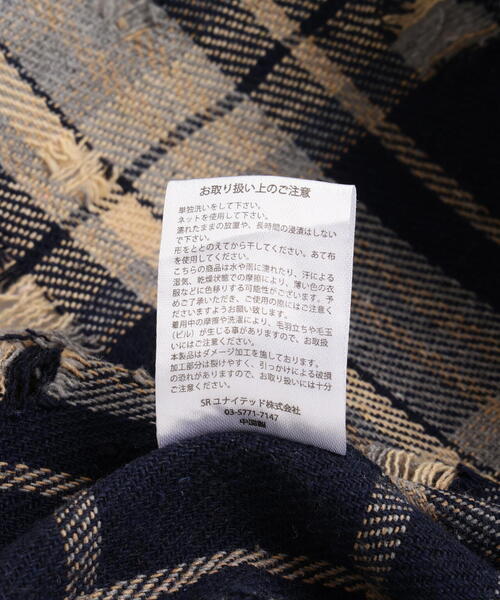 お取り扱い上のご注意
単独洗いをして下さい。
ネットを使用して下さい。
濡れたままの放置や、長時間の浸漬はしない
で下さい。
形をととのえてから干してください。あて布
を使用してください。
こちらの商品は水や雨に濡れたり、汗による
湿気、乾燥状態での摩擦により、薄い色の衣
服などに色移りする可能性がございます。予
めご了承いただき、ご使用の際にはご注意く
ださいますようお願い致します。
着用中の摩擦や洗濯により、毛羽立ちや毛玉
(ピル）が生じる事がありますので、お取扱
いにはご注意ください。
本製品はダメージ加工を施しております。
加工部分は裂けやすく、引っかけによる破損
の恐れがありますので、お取り扱いには十分
ご注意ください。
SR ユナイテッド株式会社
03-5771-7147
中国製